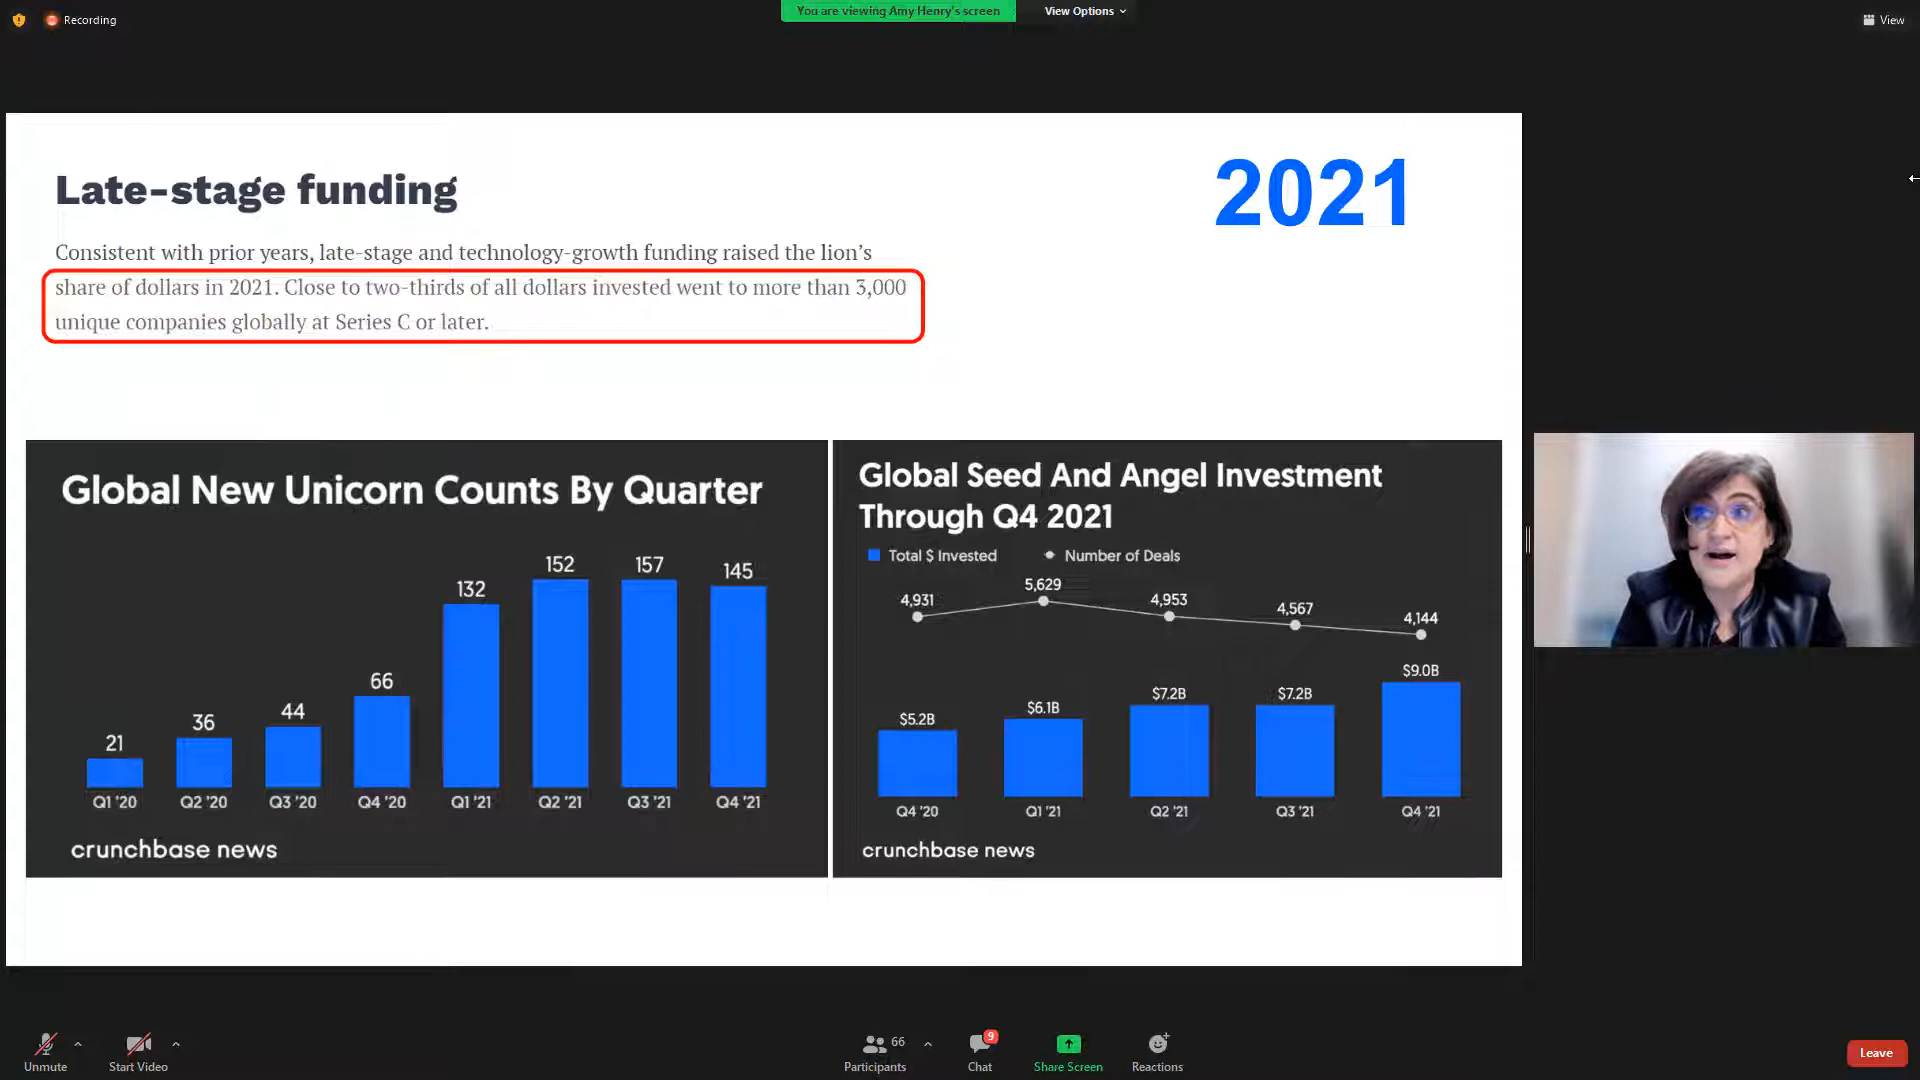 Recording
You are viewing Amy Henry's screen
View Options
View
Late-stage funding
2021
Consistent with prior years, late-stage and technology-growth funding raised the lion's
share of dollars in 2021. Close to two-thirds of all dollars invested went to more than 3,000
unique companies globally at Series C or later.
Global New Unicorn Counts By Quarter
21
36
44
66
132
152
157
145
Q1 '20
Q2 '20
Q3 '20
Q4 '20
Q1 '21
Q2 '21
Q3 '21
Q4 '21
crunchbase news
Global Seed And Angel Investment
Through Q4 2021
Total $ Invested
Number of Deals
4,931
5,629
4,953
4,567
4,144
$5.2B
$6.1B
$7.2B
$7.2B
$9.0B
Q4 '20
Q1 '21
Q2 '21
Q3 '21
Q4 '21
crunchbase news
Unmute
Start Video
66
Participants
9
Chat
Share Screen
Reactions
Leave